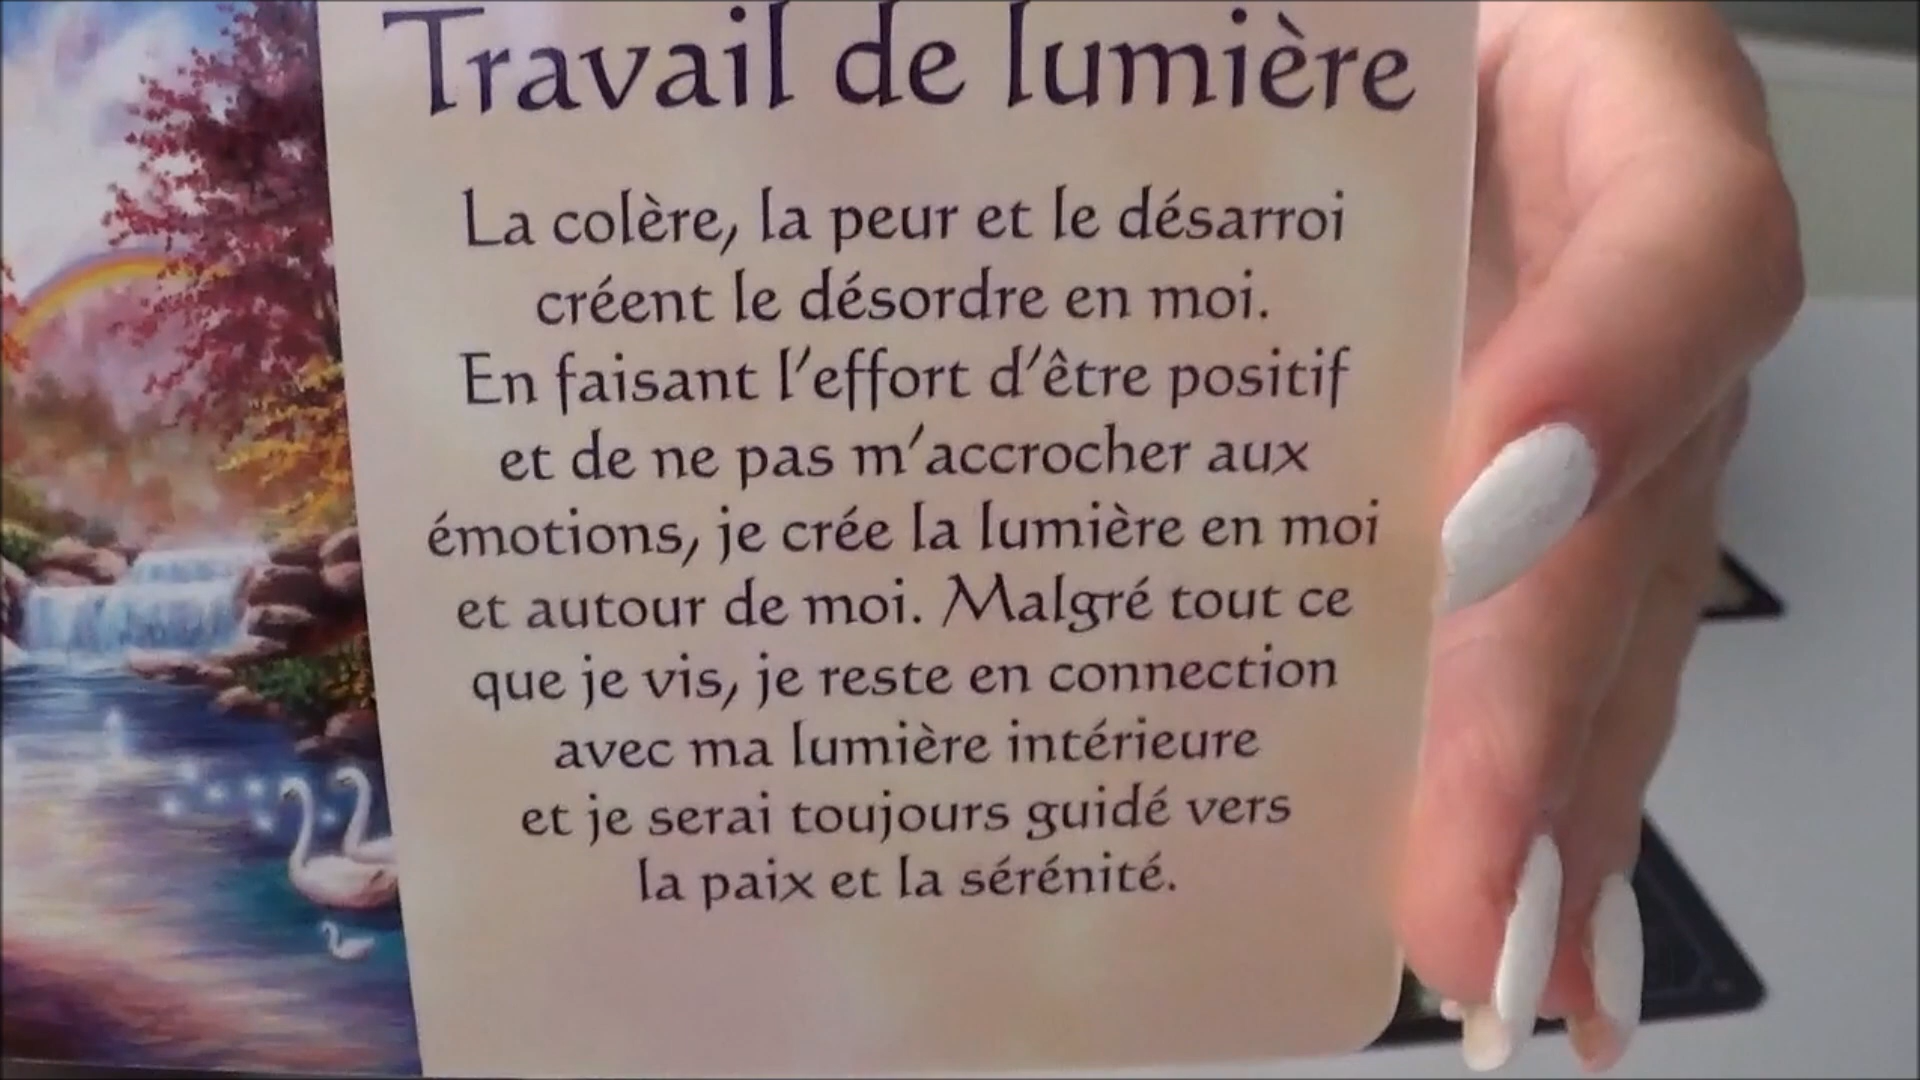 Travail de lumière
La colère, la peur et le désarroi
créent le désordre en moi.
En faisant l'effort d'être positif
et de ne pas m'accrocher aux
émotions, je crée la lumière en moi
et autour de moi. Malgré tout ce
que je vis, je reste en connection
avec ma lumière intérieure
et je serai toujours guidé vers
la paix et la sérénité.